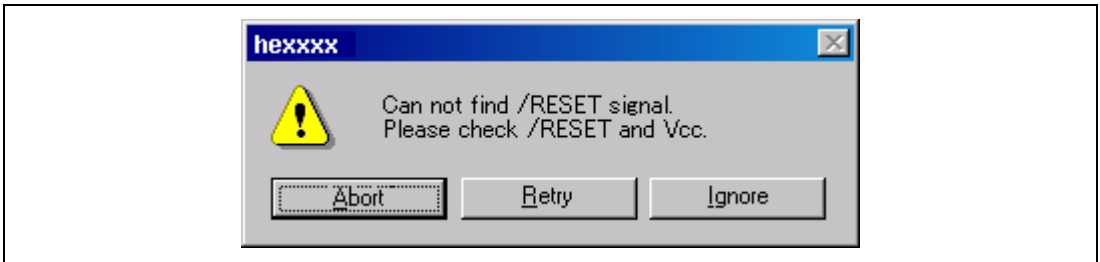 hexxxx
Can not find /RESET signal.
Please check /RESET and Vcc.
Abort Retry Ignore